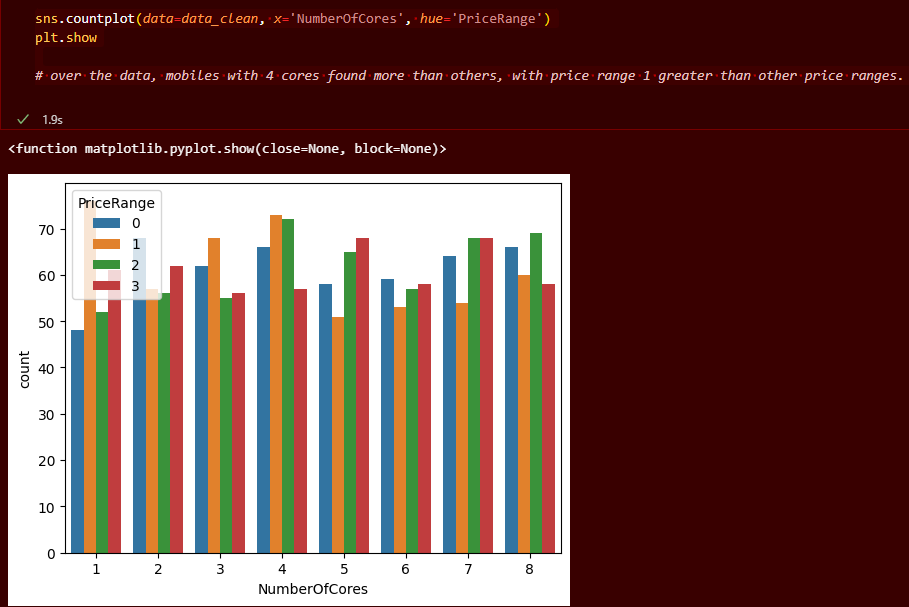 sns.countplot(data=data_clean, x='NumberOfCores', hue='PriceRange')
plt.show
# over the data, mobiles with 4 cores found more than others, with price range 1 greater than other price ranges.
1.9s
<function matplotlib.pyplot.show(close=None, block=None)>
PriceRange
0
1
2
3
70
60
50
40
30
20
10
0
count
1 2 3 4 5 6 7 8
NumberOfCores